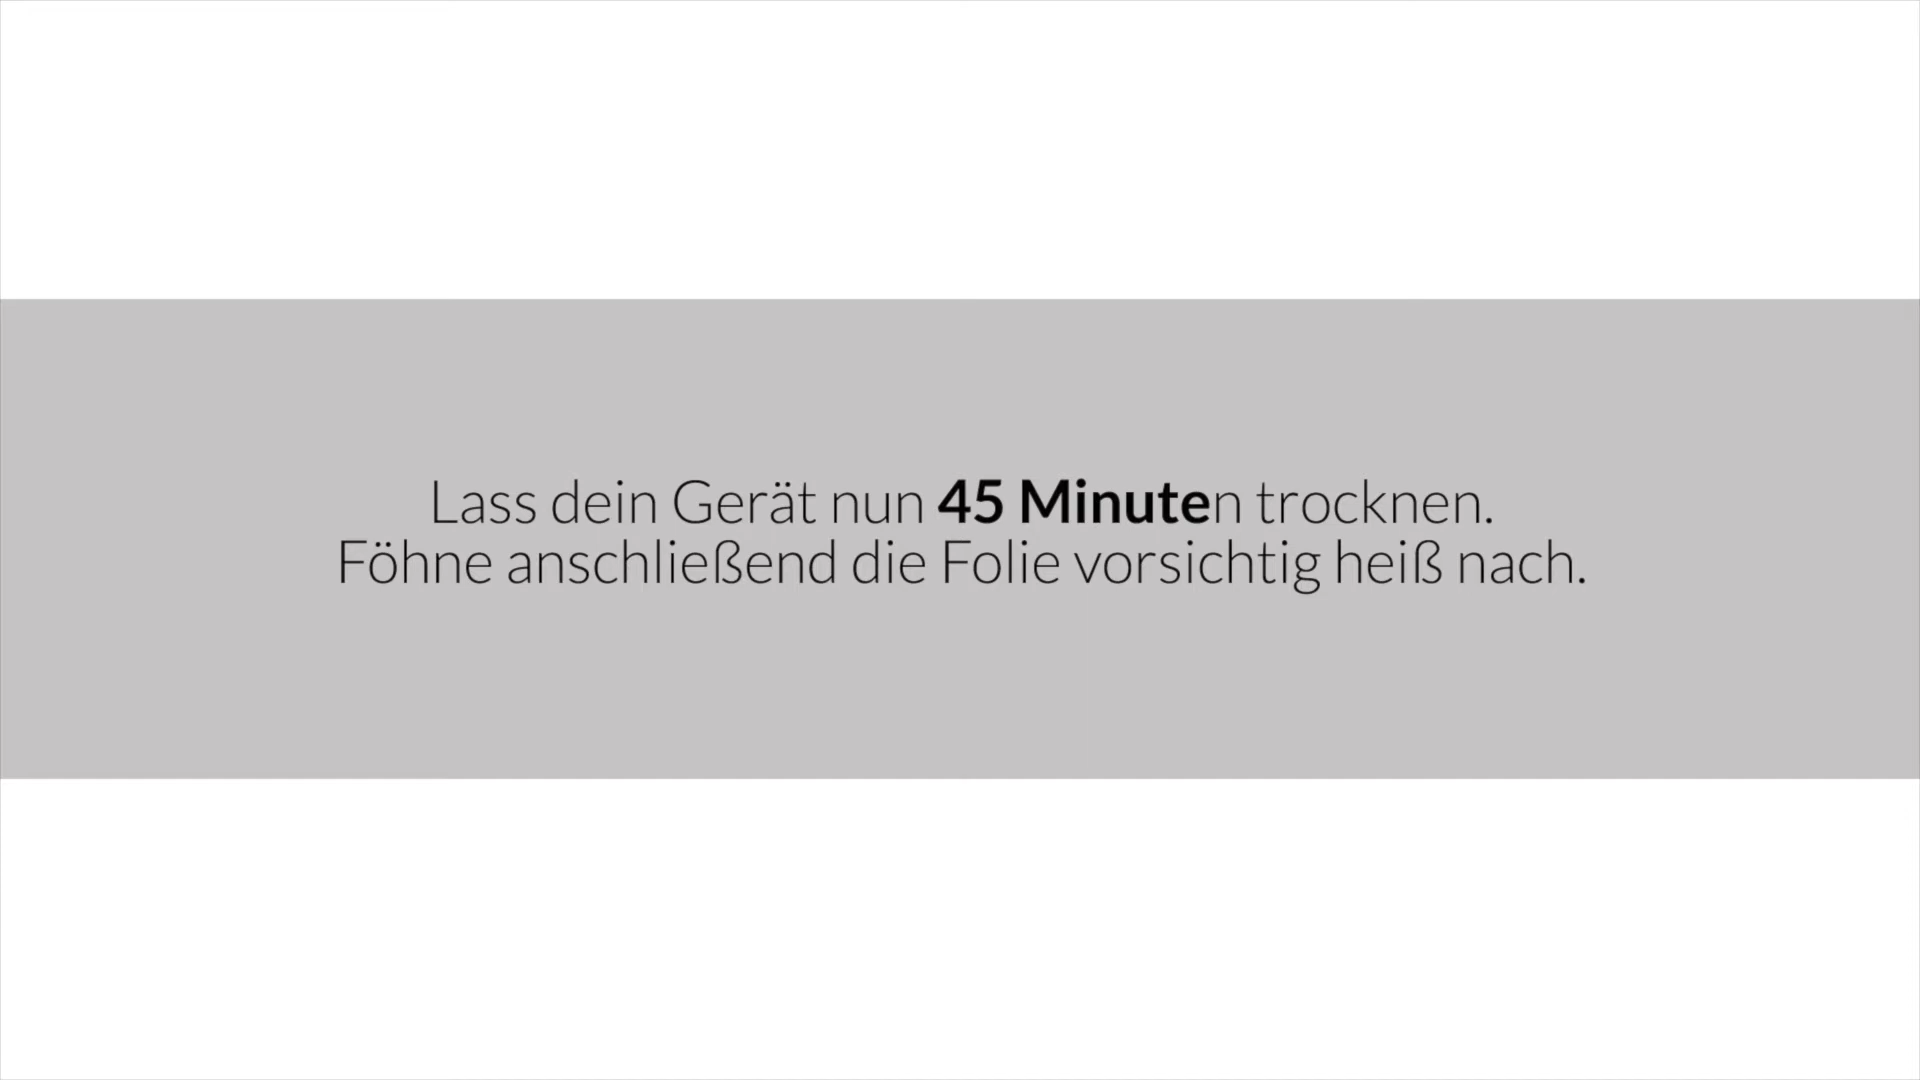 Lass dein Gerät nun 45 Minuten trocknen.
Föhne anschließend die Folie vorsichtig heiß nach.